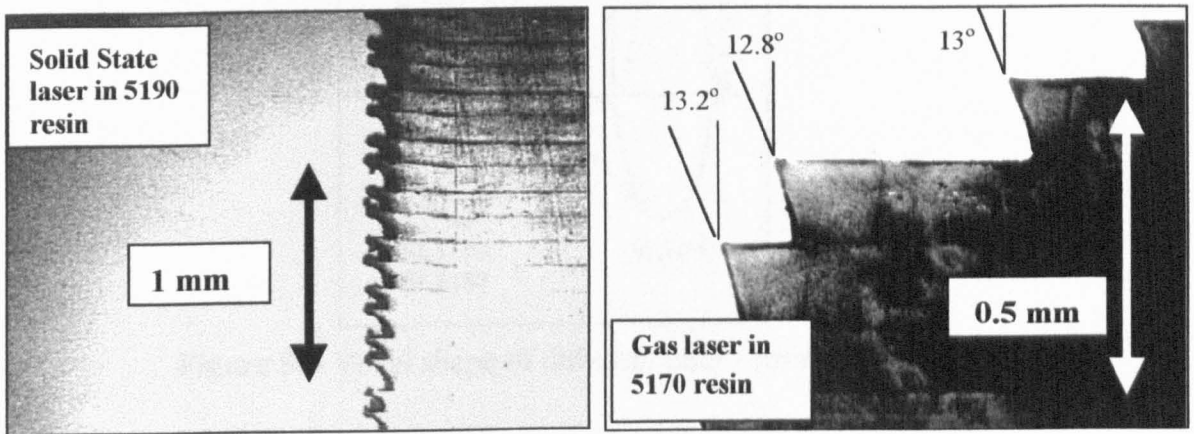 Solid State
laser in 5190
resin
1 mm
12.8°
13°
13.2°
0.5 mm
Gas laser in
5170 resin